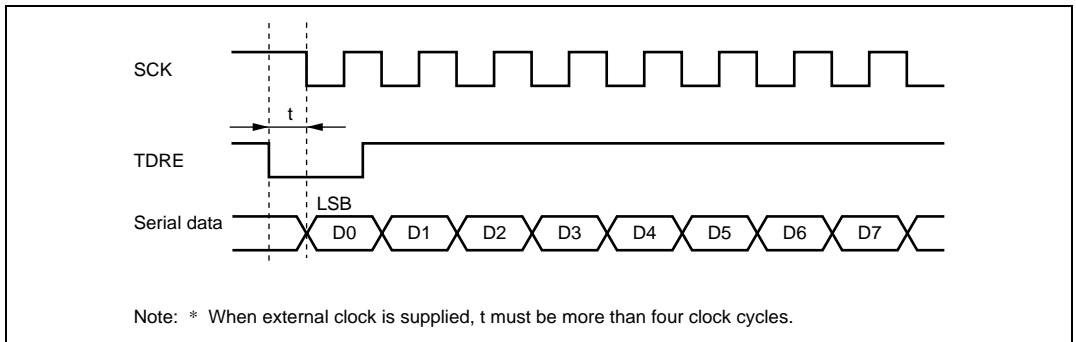 SCK
t
TDRE
LSB
Serial data D0 D1 D2 D3 D4 D5 D6 D7
Note: * When external clock is supplied, t must be more than four clock cycles.